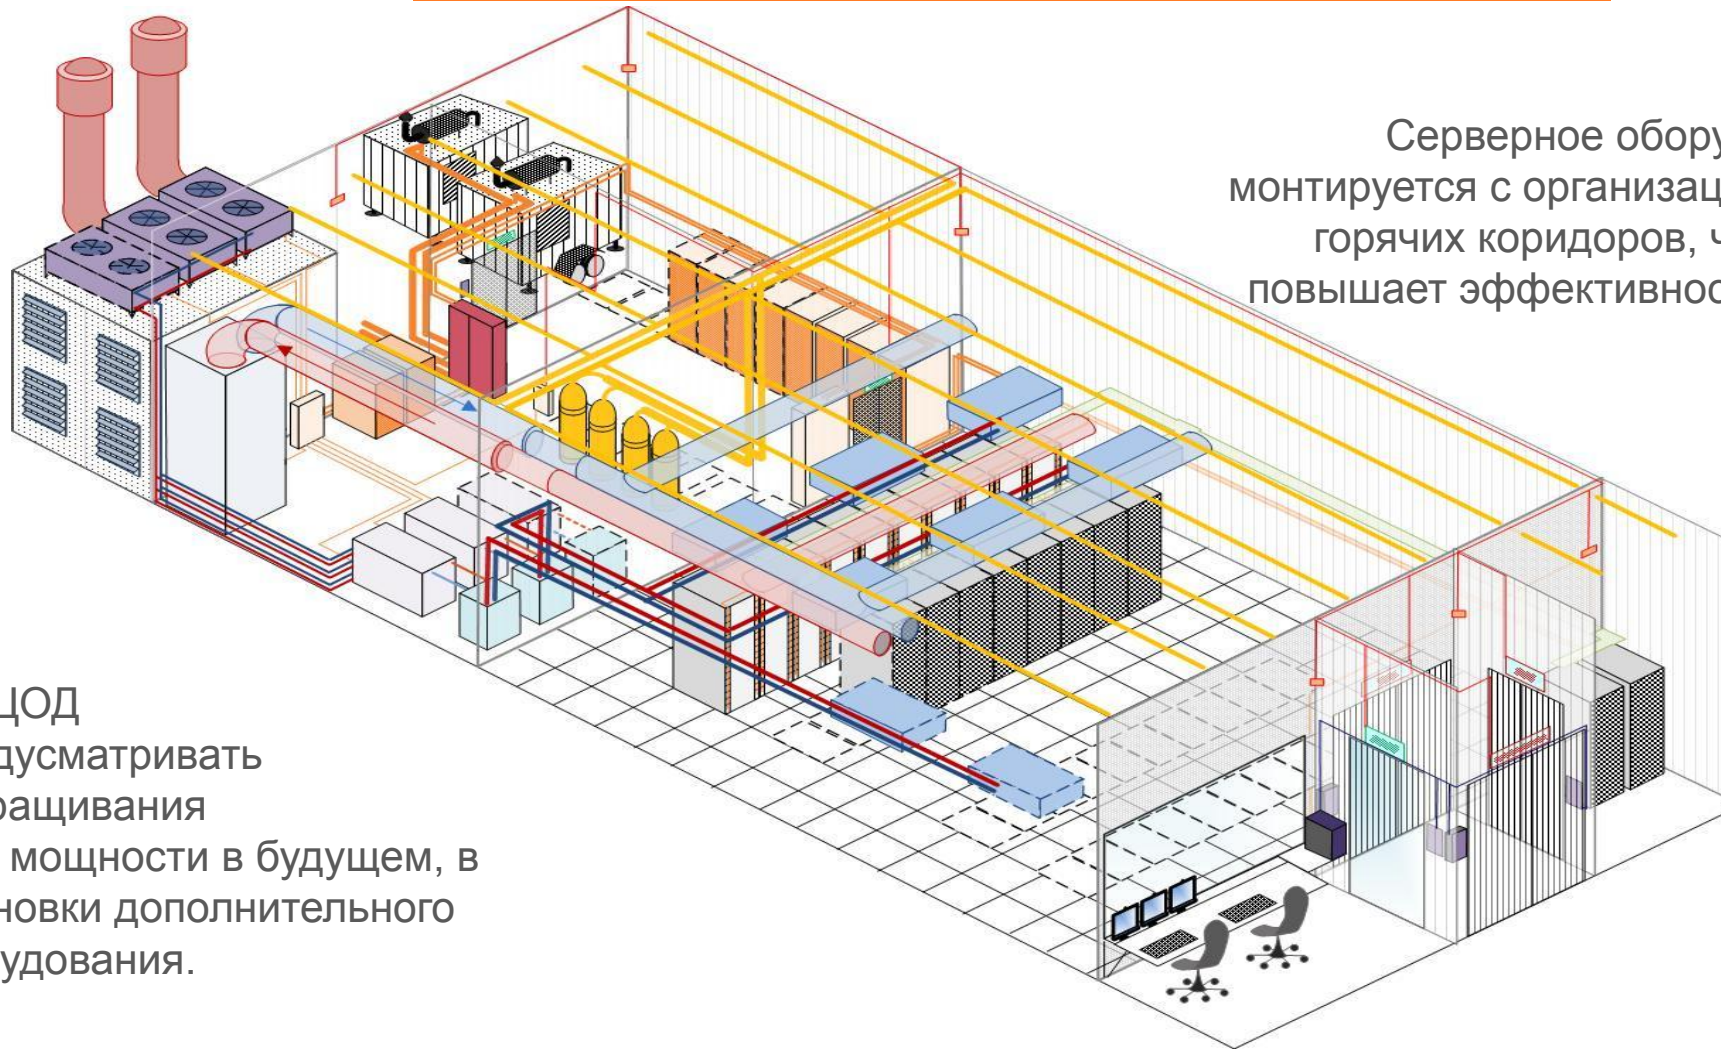 Серверное обору
монтируется с организац
горячих коридоров, ч
повышает эффективнос
ЦОД
дусматривать
ращивания
мощности в будущем, в
новки дополнительного
удования.